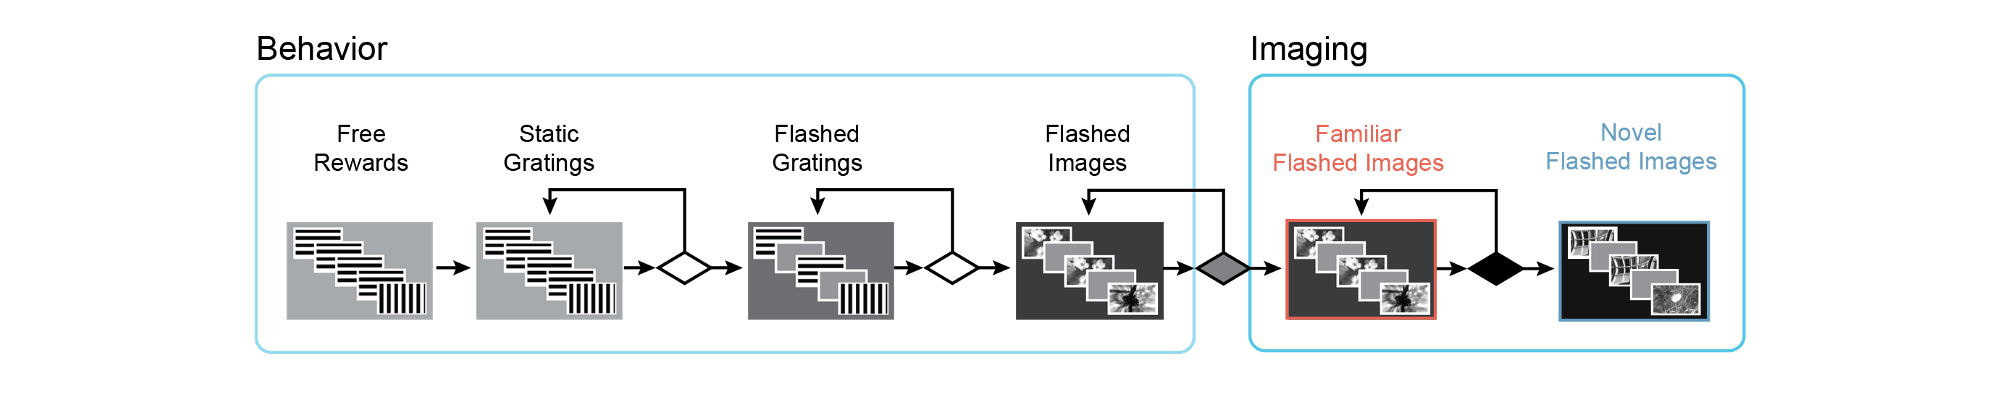 Behavior
Imaging
Free
Rewards
Static
Gratings
Flashed
Gratings
Flashed
Images
Familiar
Flashed Images
Novel
Flashed Images